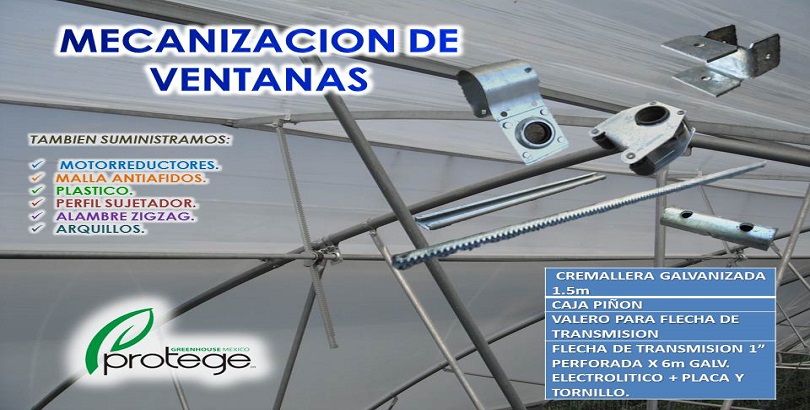 MECANIZACION DE
VENTANAS
TAMBIEN SUMINISTRAMOS:
MOTORREDUCTORES.
MALLA ANTIAFIDOS.
PLASTICO.
PERFIL SUJETADOR.
ALAMBRE ZIGZAG.
ARQUILLOS.
GREENHOUSE MEXICO
protege
CREMALLERA GALVANIZADA
1.5m
CAJA PIÑON
VALERO PARA FLECHA DE
TRANSMISION
FLECHA DE TRANSMISION 1”
PERFORADA X 6m GALV.
ELECTROLITICO + PLACA Y
TORNILLO.